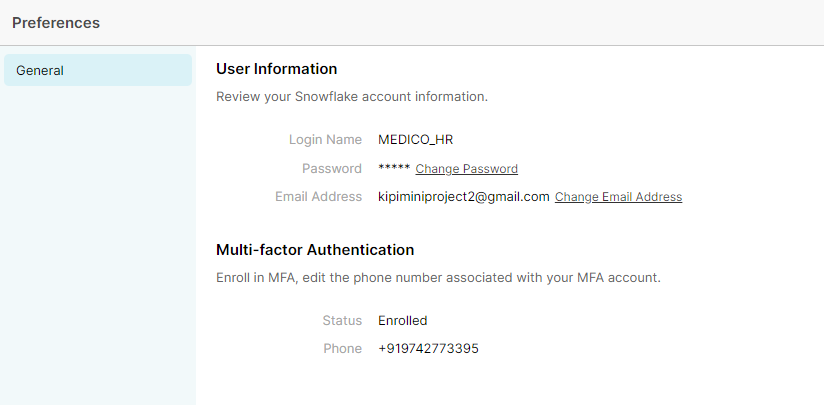 Preferences
General
User Information
Review your Snowflake account information.
Login Name MEDICO_HR
Password ***** Change Password
Email Address kipiminiproject2@gmail.com Change Email Address
Multi-factor Authentication
Enroll in MFA, edit the phone number associated with your MFA account.
Status Enrolled
Phone +919742773395